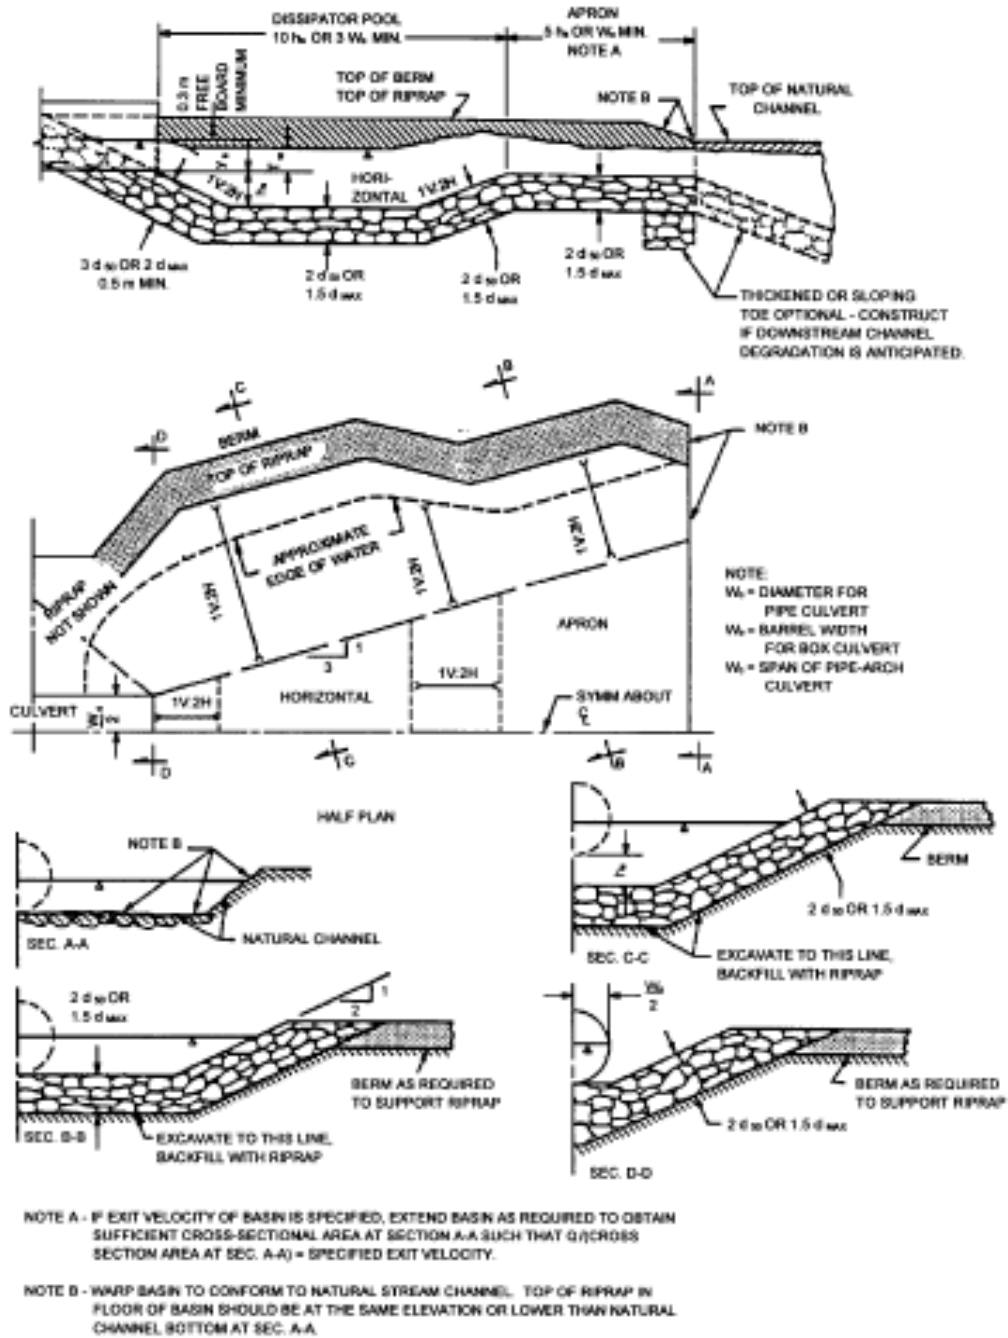 DISSIPATOR POOL
10 hₛ OR 3 Wₒ MIN.
APRON
5 hₛ OR Wₒ MIN.
NOTE A
0.3 m
FREE
BOARD
MINIMUM
TOP OF BERM
TOP OF RIPRAP
NOTE B
TOP OF NATURAL
CHANNEL
1V:2H
HORI-
ZONTAL
1V:2H
3 d₅₀ OR 2 d MAX
0.5 m MIN.
2 d₅₀ OR
1.5 d MAX
2 d₅₀ OR
1.5 d MAX
2 d₅₀ OR
1.5 d MAX
THICKENED OR SLOPING
TOE OPTIONAL - CONSTRUCT
IF DOWNSTREAM CHANNEL
DEGRADATION IS ANTICIPATED.
D
C
B
A
BERM
TOP OF RIPRAP
NOTE B
APPROXIMATE
EDGE OF WATER
1V:2H
1V:2H
1V:2H
RIPRAP
NOT SHOWN
3
1
APRON
NOTE:
Wₒ = DIAMETER FOR
PIPE CULVERT
Wₒ = BARREL WIDTH
FOR BOX CULVERT
Wₒ = SPAN OF PIPE-ARCH
CULVERT
CULVERT
1V:2H
HORIZONTAL
1V:2H
SYMM ABOUT
D
C
B
A
HALF PLAN
NOTE B
NATURAL CHANNEL
SEC. A-A
BERM
2 d₅₀ OR 1.5 d MAX
SEC. C-C
EXCAVATE TO THIS LINE,
BACKFILL WITH RIPRAP
2 d₅₀ OR
1.5 d MAX
1
2
BERM AS REQUIRED
TO SUPPORT RIPRAP
SEC. B-B
EXCAVATE TO THIS LINE,
BACKFILL WITH RIPRAP
Wₒ
2
BERM AS REQUIRED
TO SUPPORT RIPRAP
2 d₅₀ OR 1.5 d MAX
SEC. D-D
NOTE A - IF EXIT VELOCITY OF BASIN IS SPECIFIED, EXTEND BASIN AS REQUIRED TO OBTAIN
SUFFICIENT CROSS-SECTIONAL AREA AT SECTION A-A SUCH THAT Q/(CROSS
SECTION AREA AT SEC. A-A) = SPECIFIED EXIT VELOCITY.
NOTE B - WARP BASIN TO CONFORM TO NATURAL STREAM CHANNEL. TOP OF RIPRAP IN
FLOOR OF BASIN SHOULD BE AT THE SAME ELEVATION OR LOWER THAN NATURAL
CHANNEL BOTTOM AT SEC. A-A.